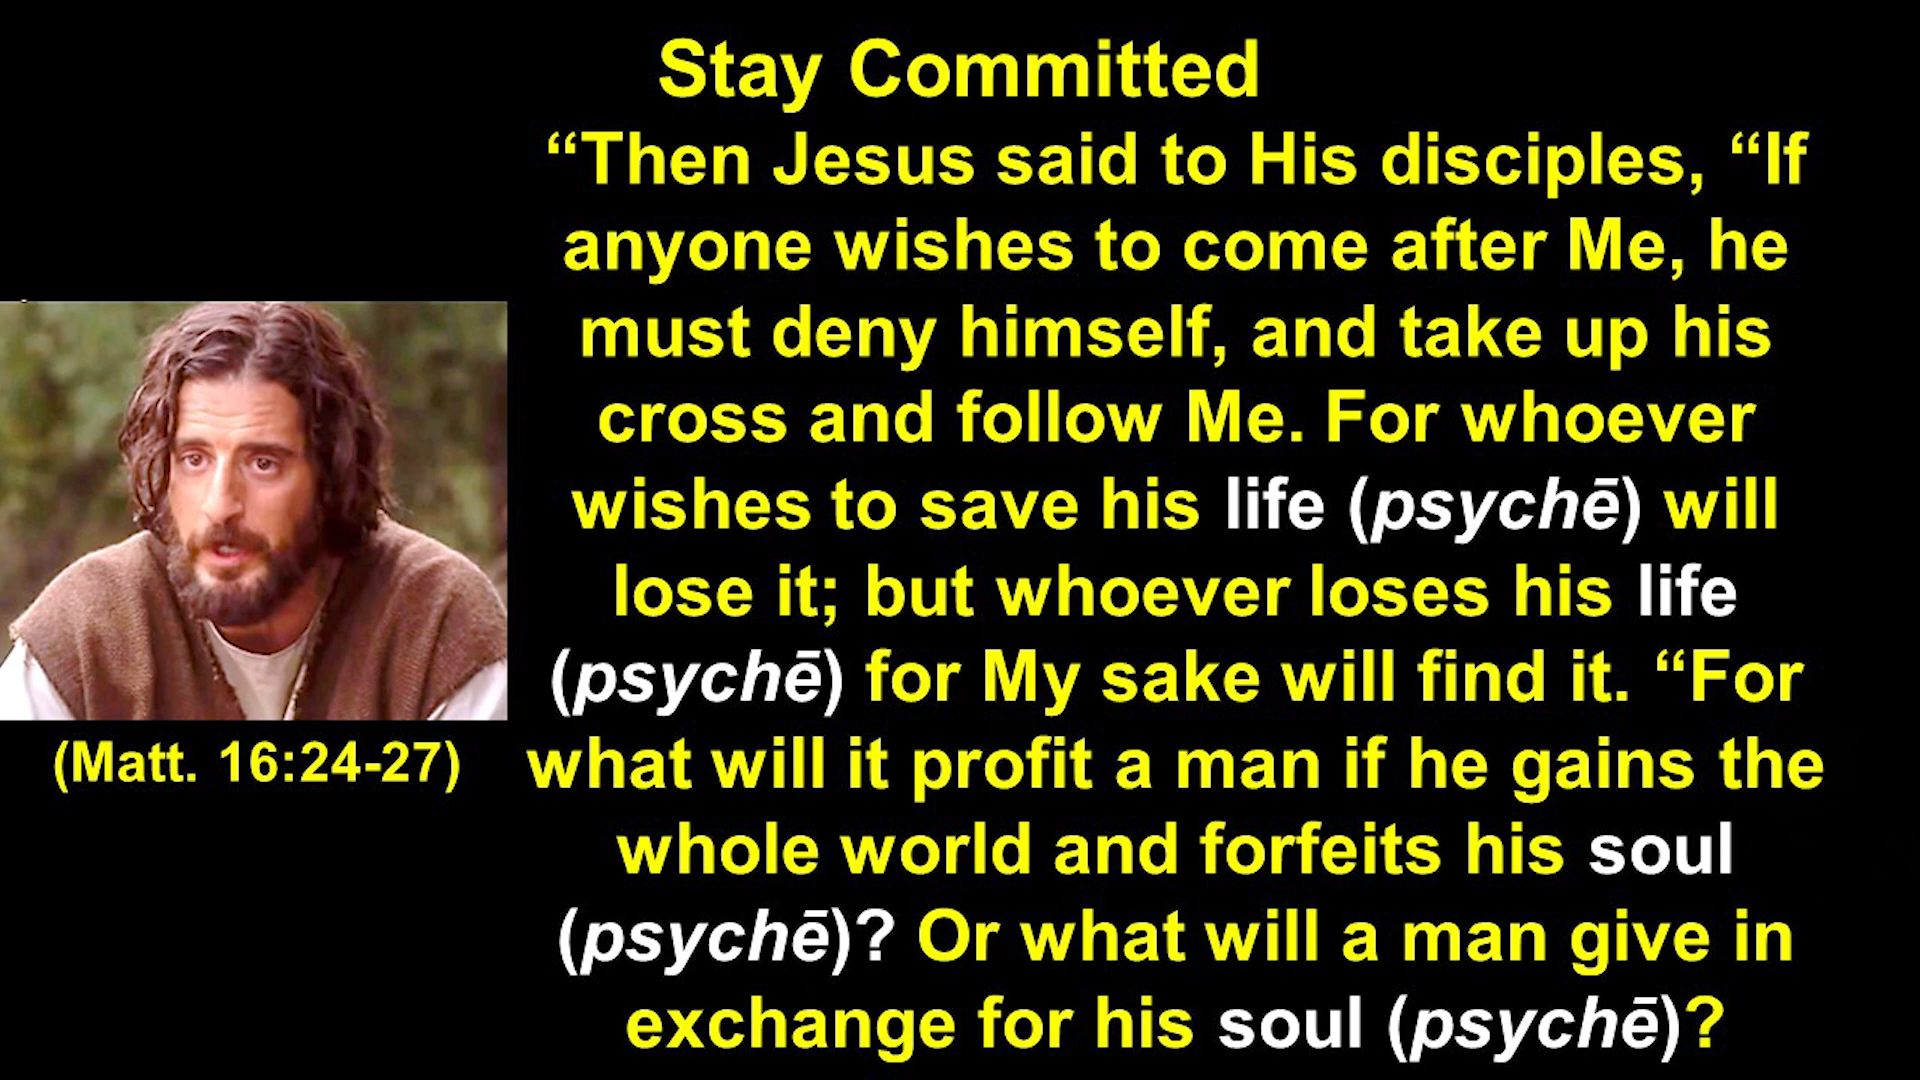 Stay Committed
“Then Jesus said to His disciples, “If
anyone wishes to come after Me, he
must deny himself, and take up his
cross and follow Me. For whoever
wishes to save his life (psychē) will
lose it; but whoever loses his life
(psychē) for My sake will find it. “For
what will it profit a man if he gains the
whole world and forfeits his soul
(psychē)? Or what will a man give in
exchange for his soul (psychē)?
(Matt. 16:24-27)